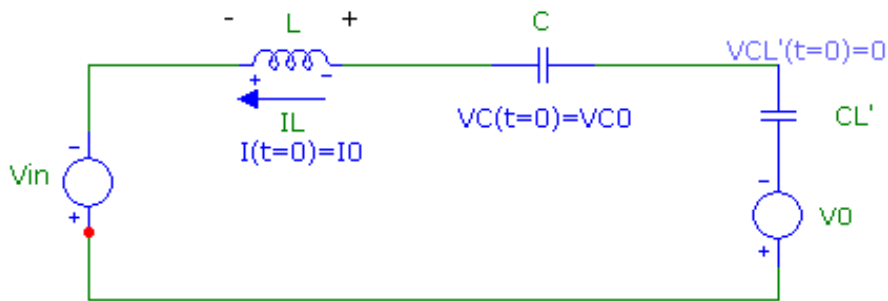 - L + C
VCL'(t=0)=0
+ -
IL
I(t=0)=I0
VC(t=0)=VC0
CL'
-
Vin
+
-
V0
+